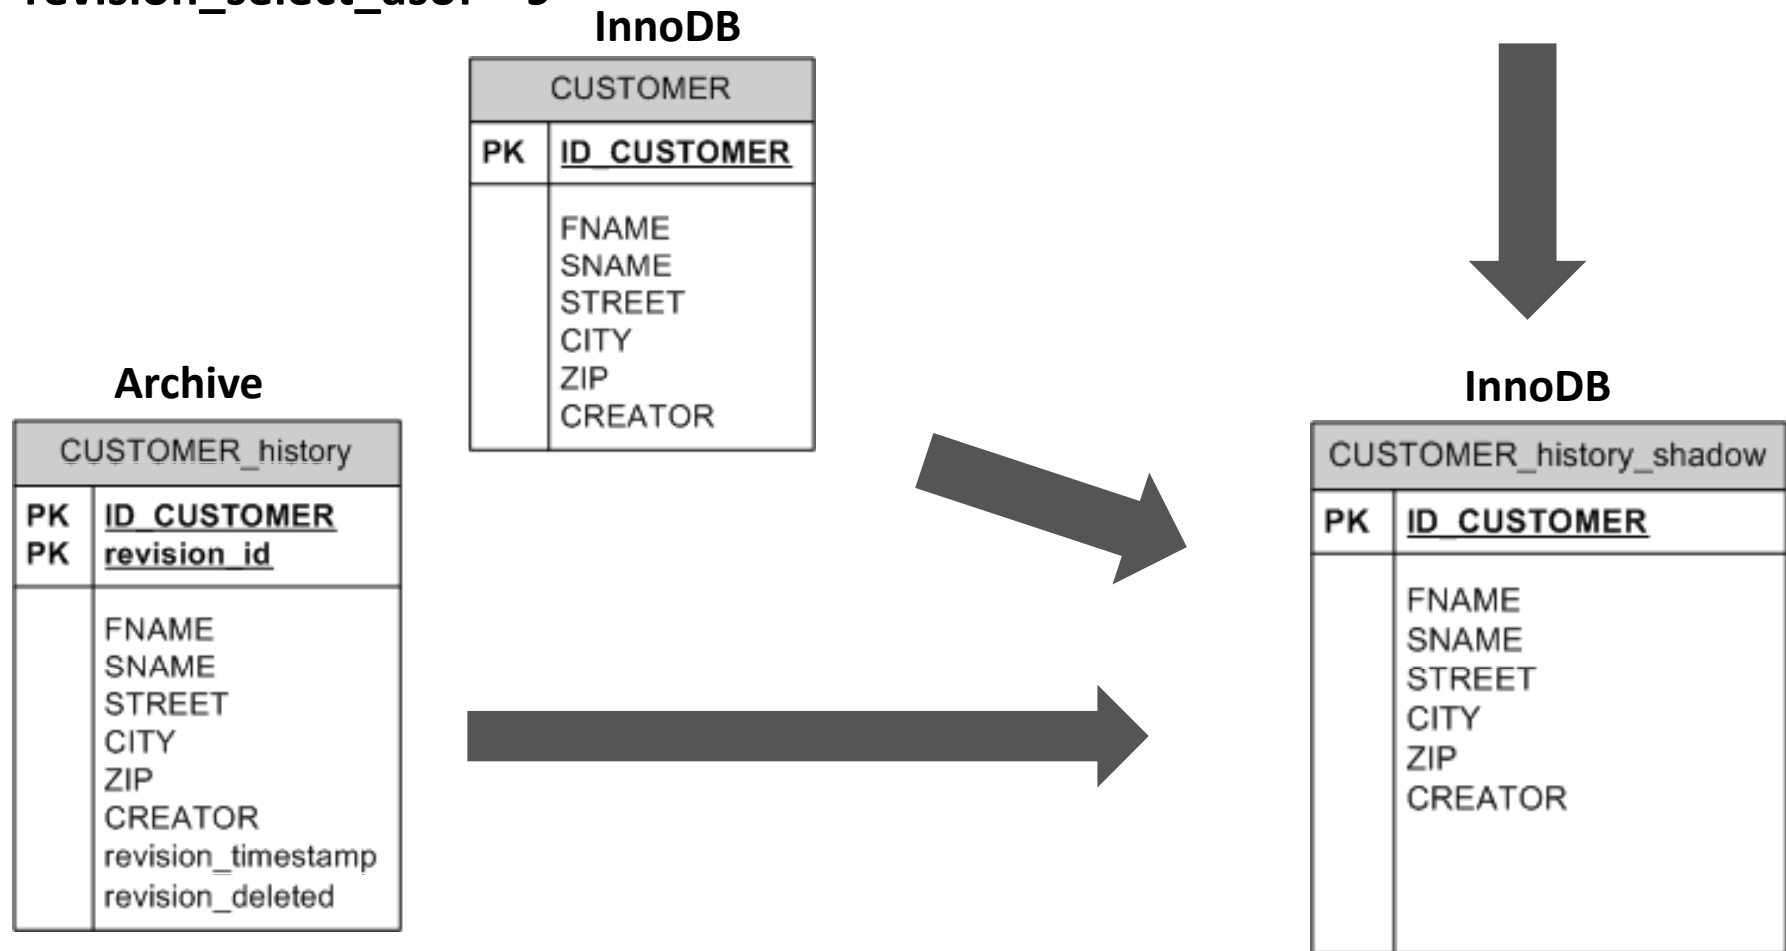 InnoDB
CUSTOMER
PK ID_CUSTOMER
FNAME
SNAME
STREET
CITY
ZIP
CREATOR
Archive
CUSTOMER_history
PK ID_CUSTOMER
PK revision_id
FNAME
SNAME
STREET
CITY
ZIP
CREATOR
revision_timestamp
revision_deleted
InnoDB
CUSTOMER_history_shadow
PK ID_CUSTOMER
FNAME
SNAME
STREET
CITY
ZIP
CREATOR